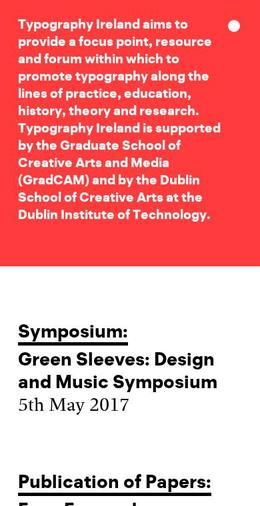 Typography Ireland aims to
provide a focus point, resource
and forum within which to
promote typography along the
lines of practice, education,
history, theory and research.
Typography Ireland is supported
by the Graduate School of
Creative Arts and Media
(GradCAM) and by the Dublin
School of Creative Arts at the
Dublin Institute of Technology.
Symposium:
Green Sleeves: Design
and Music Symposium
5th May 2017
Publication of Papers: